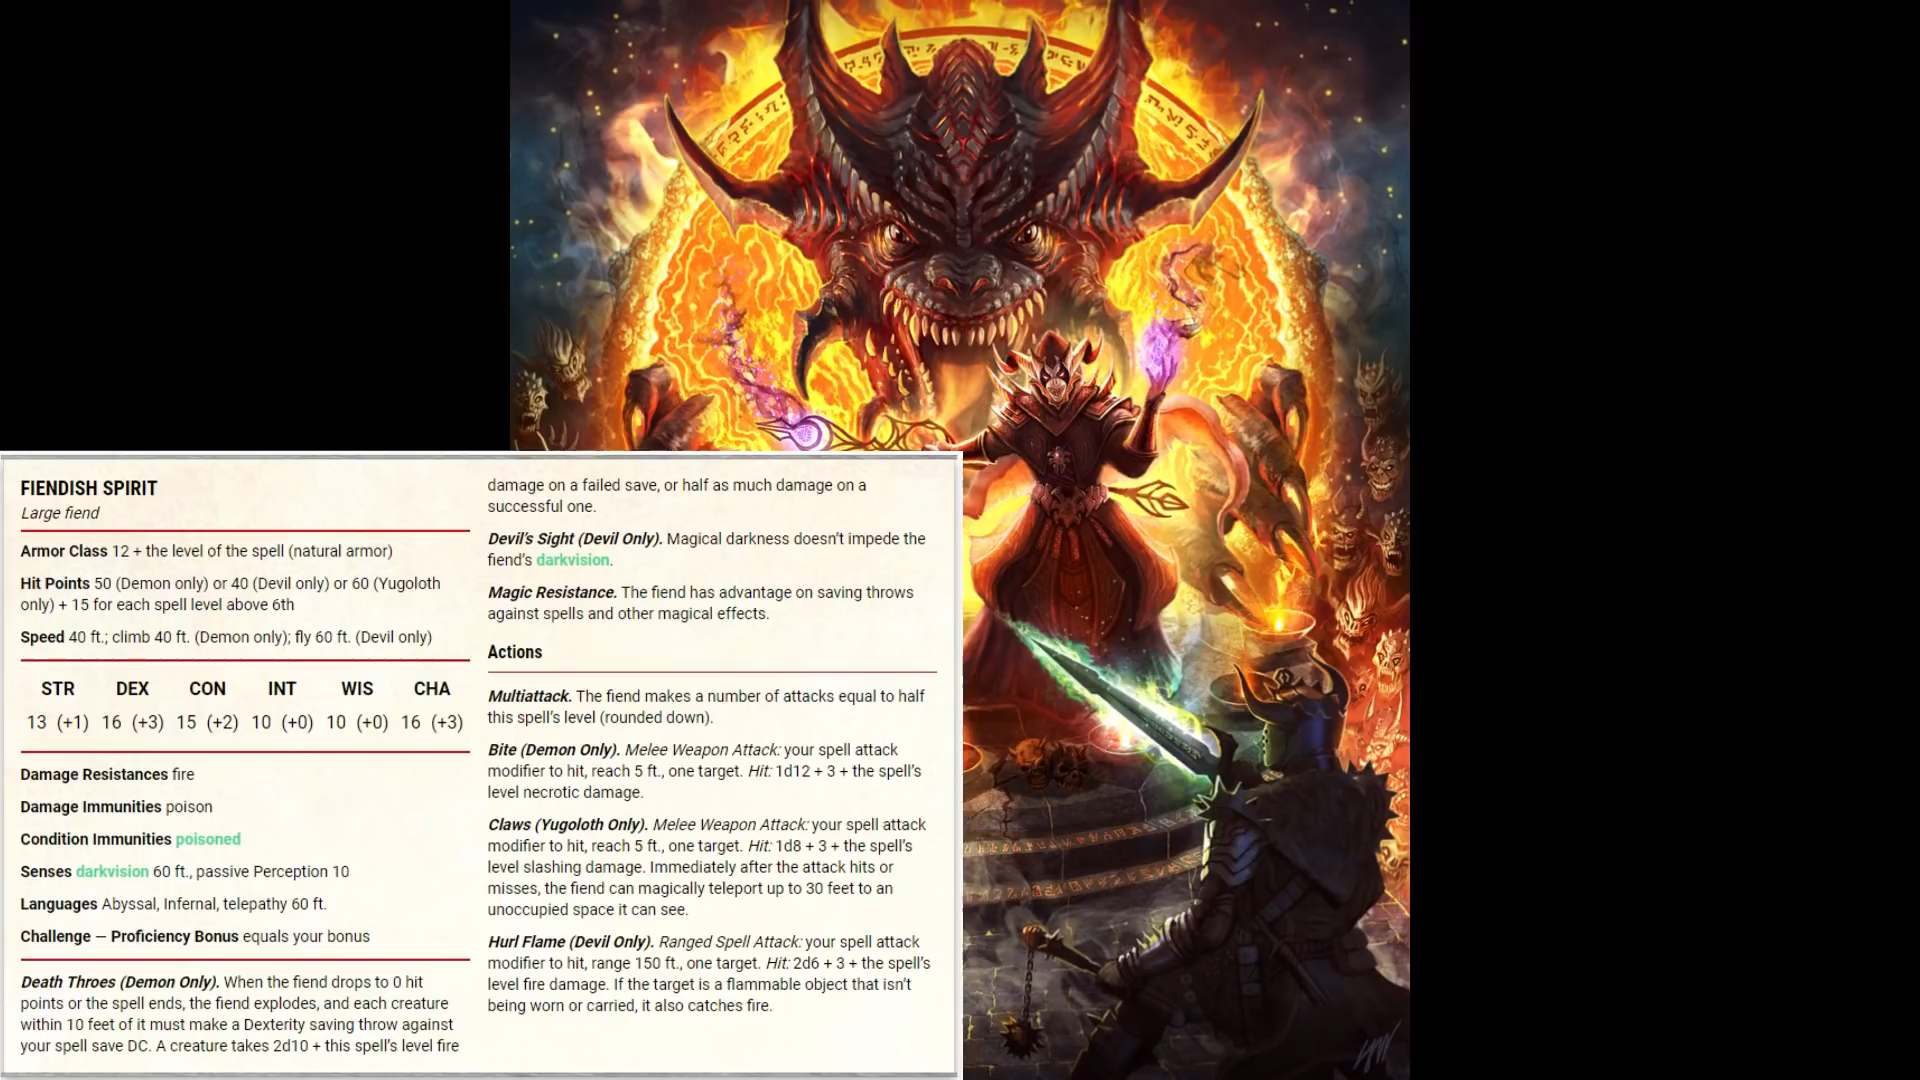 FIENDISH SPIRIT
Large fiend
Armor Class 12 + the level of the spell (natural armor)
Hit Points 50 (Demon only) or 40 (Devil only) or 60 (Yugoloth
only) + 15 for each spell level above 6th
Speed 40 ft.; climb 40 ft. (Demon only); fly 60 ft. (Devil only)
STR DEX CON INT WIS CHA
13 (+1) 16 (+3) 15 (+2) 10 (+0) 10 (+0) 16 (+3)
Damage Resistances fire
Damage Immunities poison
Condition Immunities poisoned
Senses darkvision 60 ft., passive Perception 10
Languages Abyssal, Infernal, telepathy 60 ft.
Challenge — Proficiency Bonus equals your bonus
Death Throes (Demon Only). When the fiend drops to 0 hit
points or the spell ends, the fiend explodes, and each creature
within 10 feet of it must make a Dexterity saving throw against
your spell save DC. A creature takes 2d10 + this spell's level fire
damage on a failed save, or half as much damage on a
successful one.
Devil's Sight (Devil Only). Magical darkness doesn't impede the
fiend's darkvision.
Magic Resistance. The fiend has advantage on saving throws
against spells and other magical effects.
Actions
Multiattack. The fiend makes a number of attacks equal to half
this spell's level (rounded down).
Bite (Demon Only). Melee Weapon Attack: your spell attack
modifier to hit, reach 5 ft., one target. Hit: 1d12 + 3 + the spell's
level necrotic damage.
Claws (Yugoloth Only). Melee Weapon Attack: your spell attack
modifier to hit, reach 5 ft., one target. Hit: 1d8 + 3 + the spell's
level slashing damage. Immediately after the attack hits or
misses, the fiend can magically teleport up to 30 feet to an
unoccupied space it can see.
Hurl Flame (Devil Only). Ranged Spell Attack: your spell attack
modifier to hit, range 150 ft., one target. Hit: 2d6 + 3 + the spell's
level fire damage. If the target is a flammable object that isn't
being worn or carried, it also catches fire.